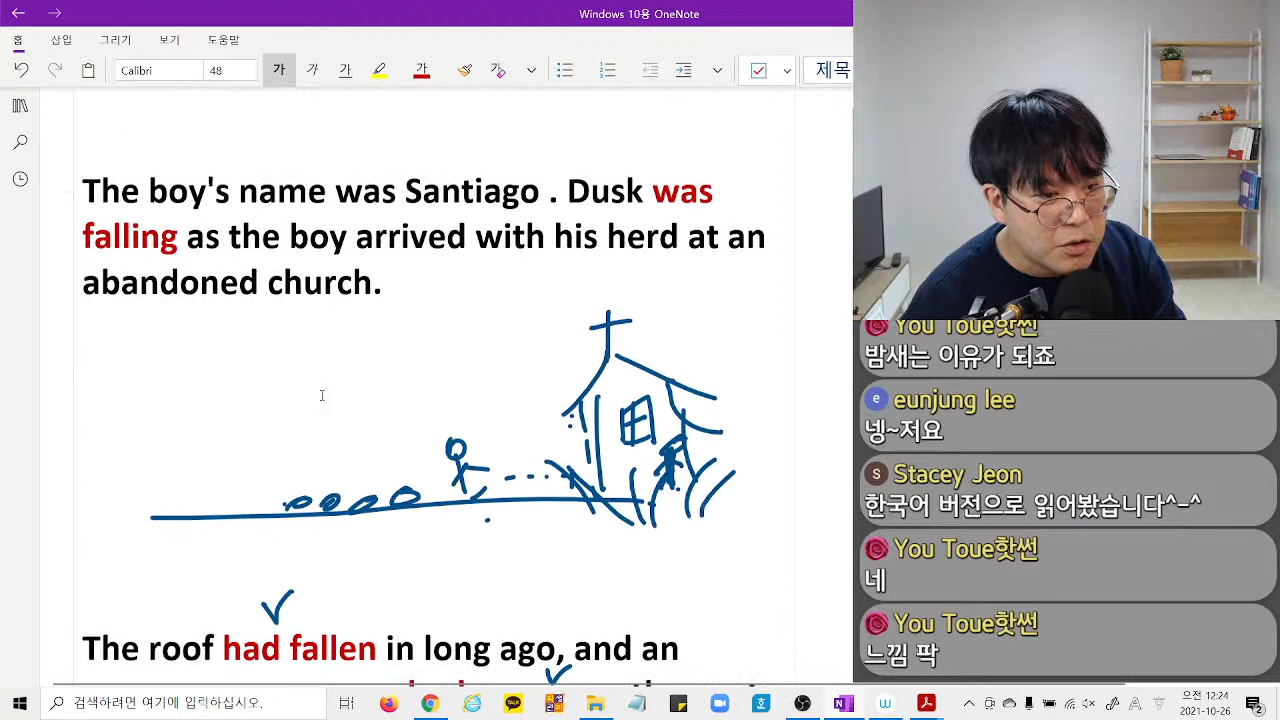 Windows 10용 OneNote
홈 삽입 그리기 보기 도움말
Calibri 48 가 가 가 가 제목
The boy's name was Santiago . Dusk was
falling as the boy arrived with his herd at an
abandoned church.
The roof had fallen in long ago, and an
You Toue핫썬
밤새는 이유가 되죠
e eunjung lee
넹~저요
S Stacey Jeon
한국어 버전으로 읽어봤습니다^-^
You Toue핫썬
네
You Toue핫썬
느낌 팍
검색하려면 여기에 입력하십시오.
TALK
A
오전 12:24
2021-10-26
2